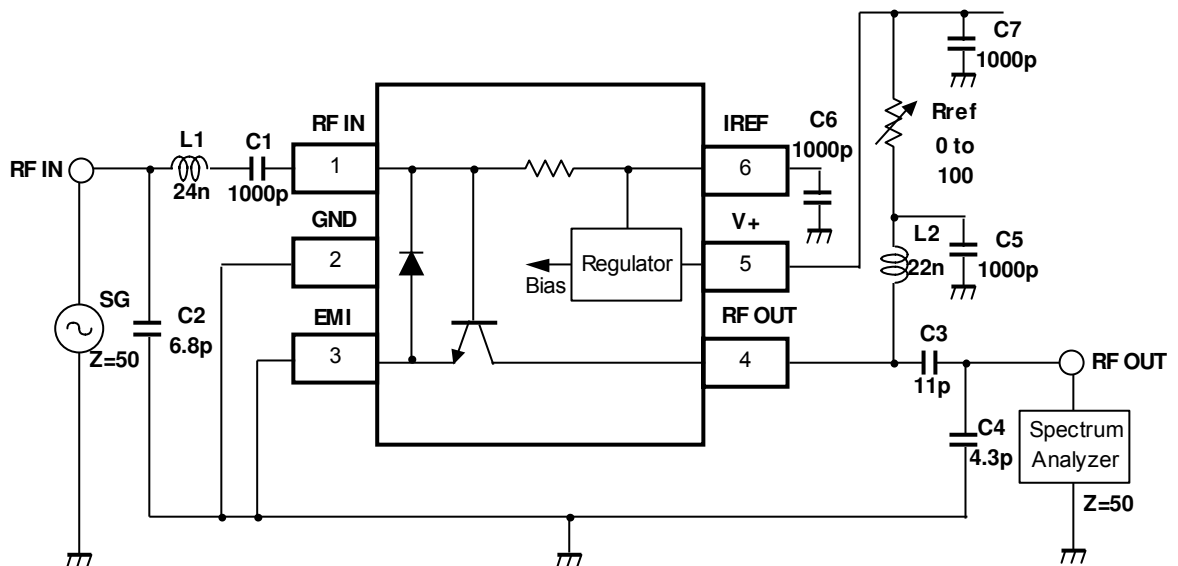 C7
1000p
Rref
0 to
100
RF IN
IREF
C6
1000p
L1
C1
RF IN
24n
1000p
1
6
GND
V+
L2
C5
22n
1000p
2
Regulator
5
Bias
SG
C2
6.8p
Z=50
EMI
RF OUT
3
4
C3
11p
RF OUT
C4
4.3p
Spectrum
Analyzer
Z=50